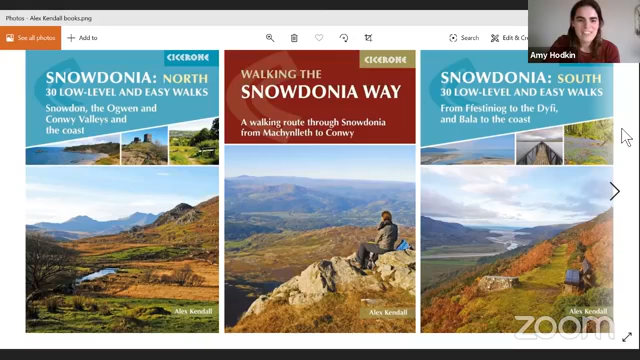 Photos - Alex Kendall books.png
See all photos
Add to
Search
Edit & Cre
Amy Hodkin
CICERONE
SNOWDONIA: NORTH
30 LOW-LEVEL AND EASY WALKS
Snowdon, the Ogwen and
Conwy Valleys and
the coast
Alex Kendall
CICERONE
WALKING THE
SNOWDONIA WAY
A walking route through Snowdonia
from Machynlleth to Conwy
Alex Kendall
SNOWDONIA: SOUTH
30 LOW-LEVEL AND EASY WALKS
From Ffestiniog to the Dyfi,
and Bala to the coast
Alex Kendall
zoom